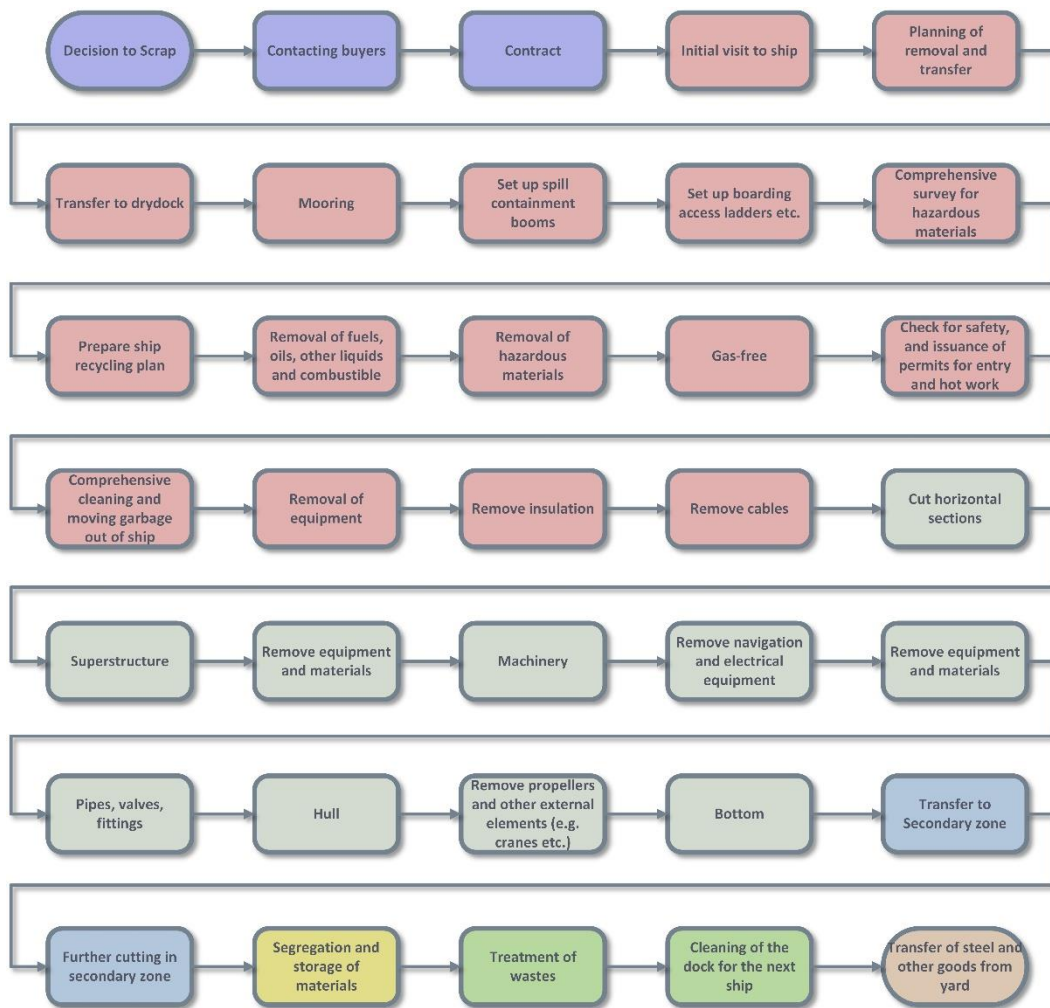 Decision to Scrap
Contacting buyers
Contract
Initial visit to ship
Planning of
removal and
transfer
Transfer to drydock
Mooring
Set up spill
containment
booms
Set up boarding
access ladders etc.
Comprehensive
survey for
hazardous
materials
Prepare ship
recycling plan
Removal of fuels,
oils, other liquids
and combustible
Removal of
hazardous
materials
Gas-free
Check for safety,
and issuance of
permits for entry
and hot work
Comprehensive
cleaning and
moving garbage
out of ship
Removal of
equipment
Remove insulation
Remove cables
Cut horizontal
sections
Superstructure
Remove equipment
and materials
Machinery
Remove navigation
and electrical
equipment
Remove equipment
and materials
Pipes, valves,
fittings
Hull
Remove propellers
and other external
elements (e.g.
cranes etc.)
Bottom
Transfer to
Secondary zone
Further cutting in
secondary zone
Segregation and
storage of
materials
Treatment of
wastes
Cleaning of the
dock for the next
ship
Transfer of steel and
other goods from
yard